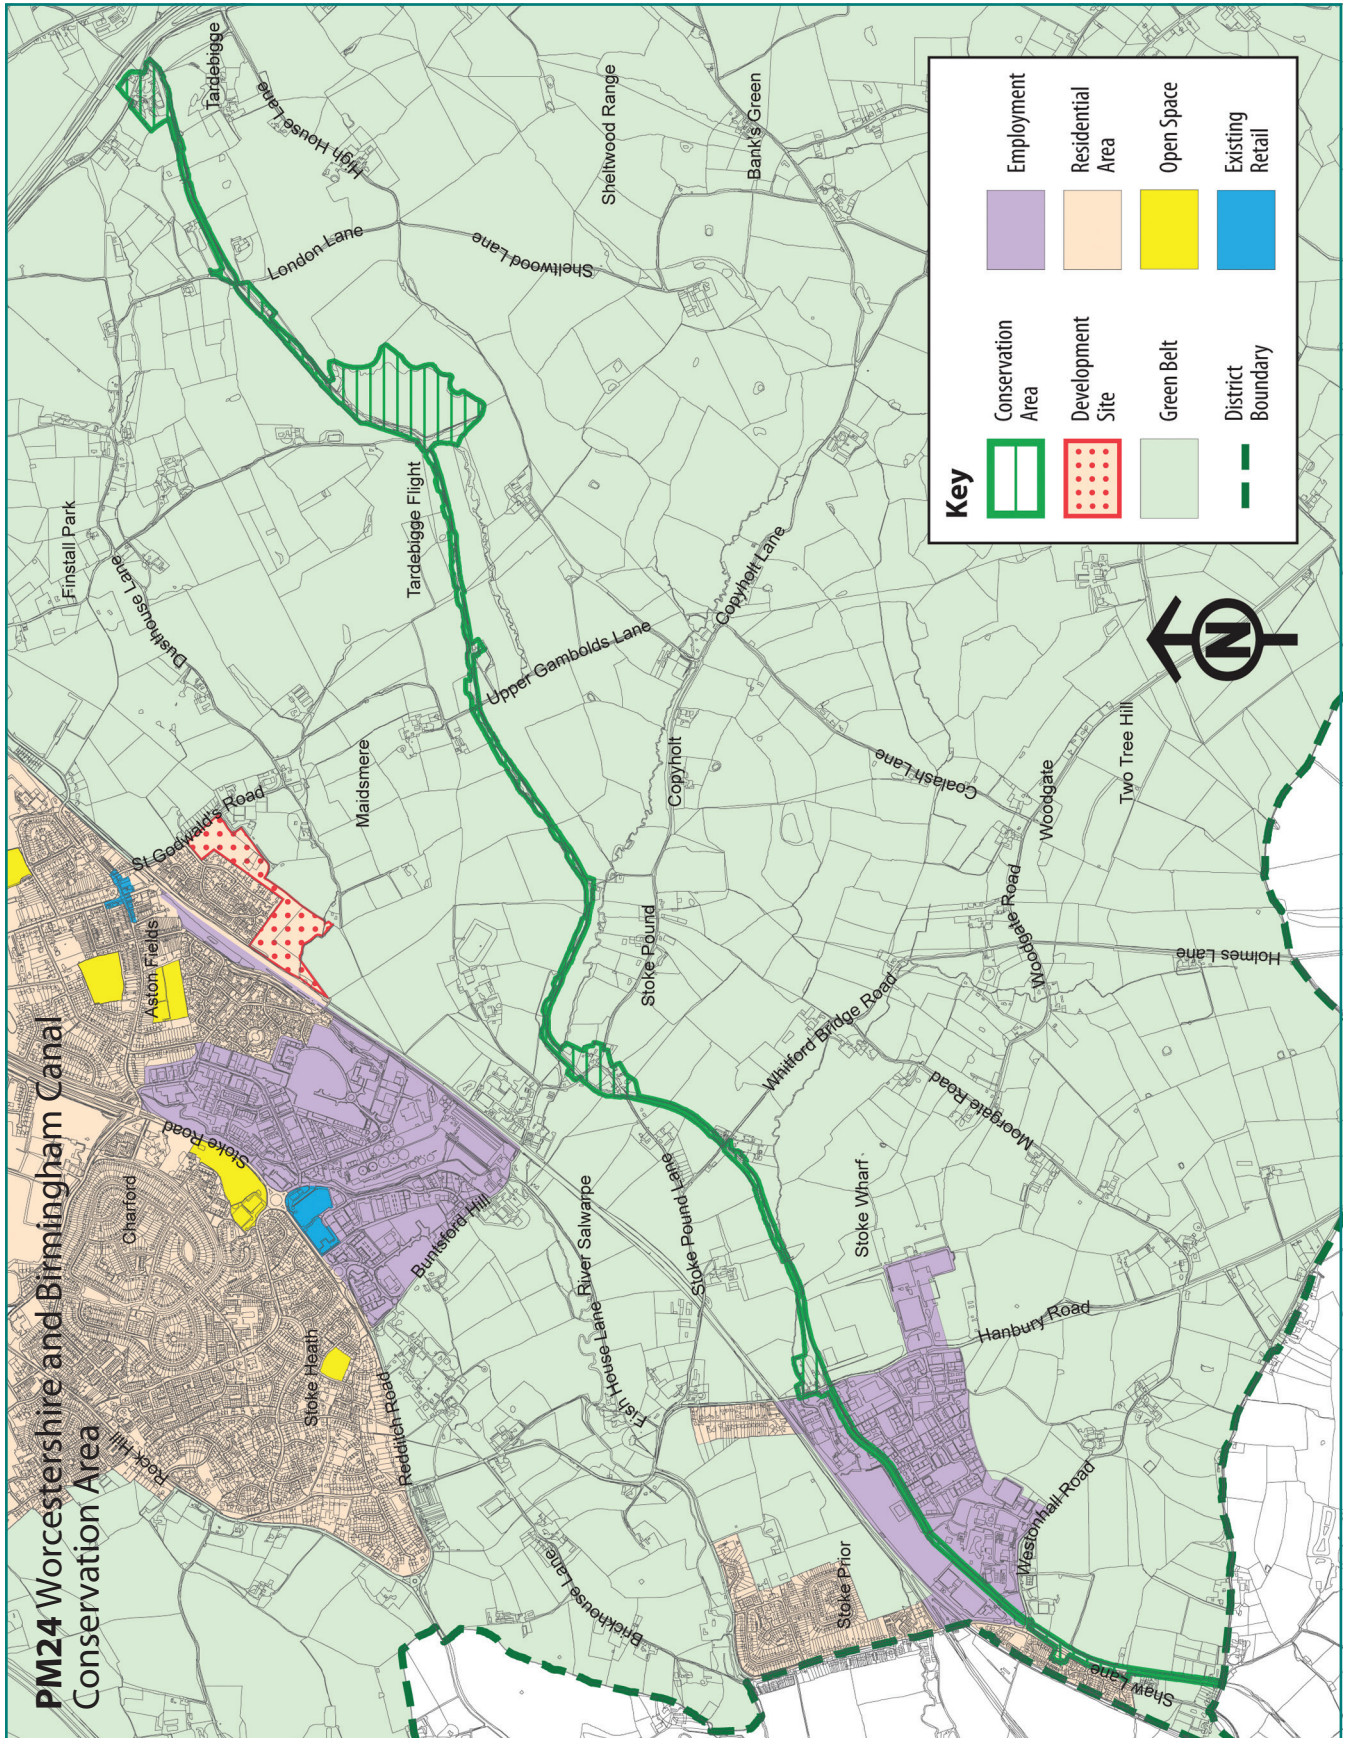 PM24 Worcestershire and Birmingham Canal
Conservation Area
Rock Hill
Charford
Stoke Road
Aston Fields
St Godwald's Road
Dusthouse Lane
Finstall Park
Tardebigge
High House Lane
London Lane
Stoke Heath
Redditch Road
Buntsford Hill
Maidsmere
Tardebigge Flight
Upper Gambolds Lane
Sheltwood Lane
Sheltwood Range
Bank's Green
Brickhouse Lane
Fish House Lane
River Salwarpe
Stoke Pound Lane
Stoke Pound
Copyholt
Copyholt Lane
Stoke Prior
Stoke Wharf
Whitford Bridge Road
Moorgate Road
Coalash Lane
Woodgate Road
Woodgate
Two Tree Hill
Hanbury Road
Westonhall Road
Holmes Lane
Shaw Lane
N
Key
Conservation
Area
Development
Site
Green Belt
District
Boundary
Employment
Residential
Area
Open Space
Existing
Retail